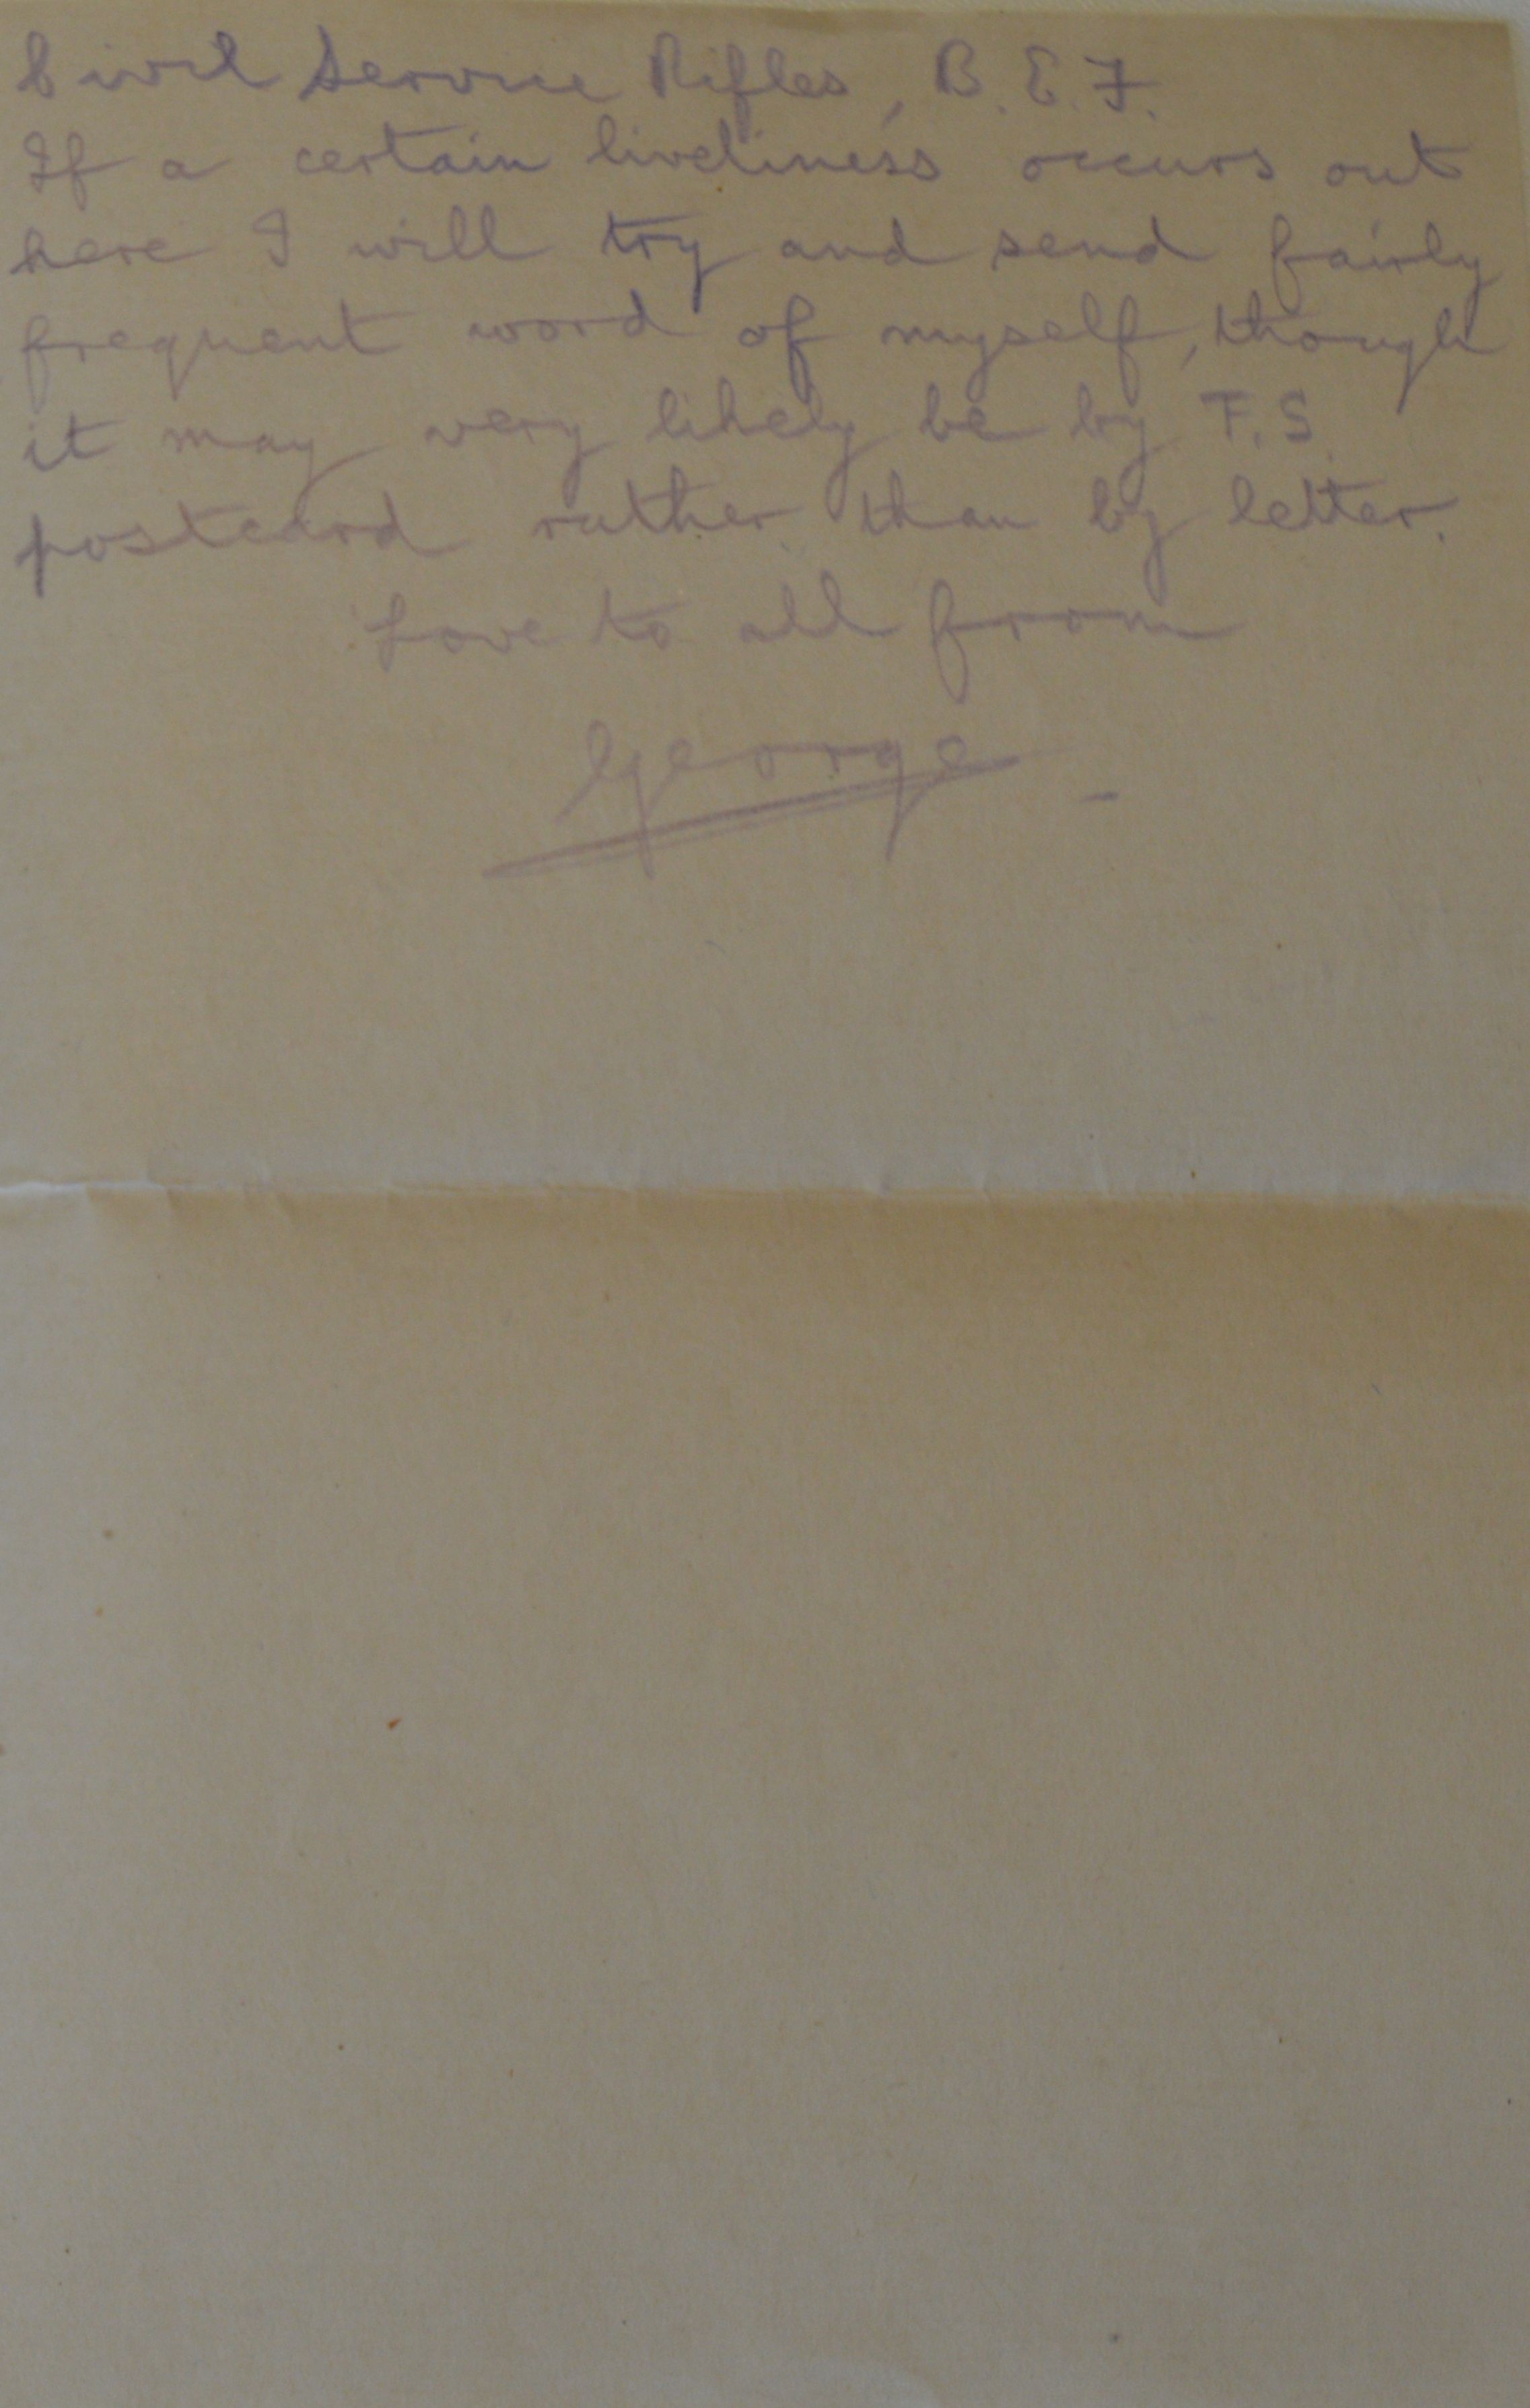 Civil Service Rifles, B.E.F.
If a certain liveliness occurs out
here I will try and send fairly
frequent word of myself, though
it may very likely be by F.S.
postcard rather than by letter.
Love to all from
George